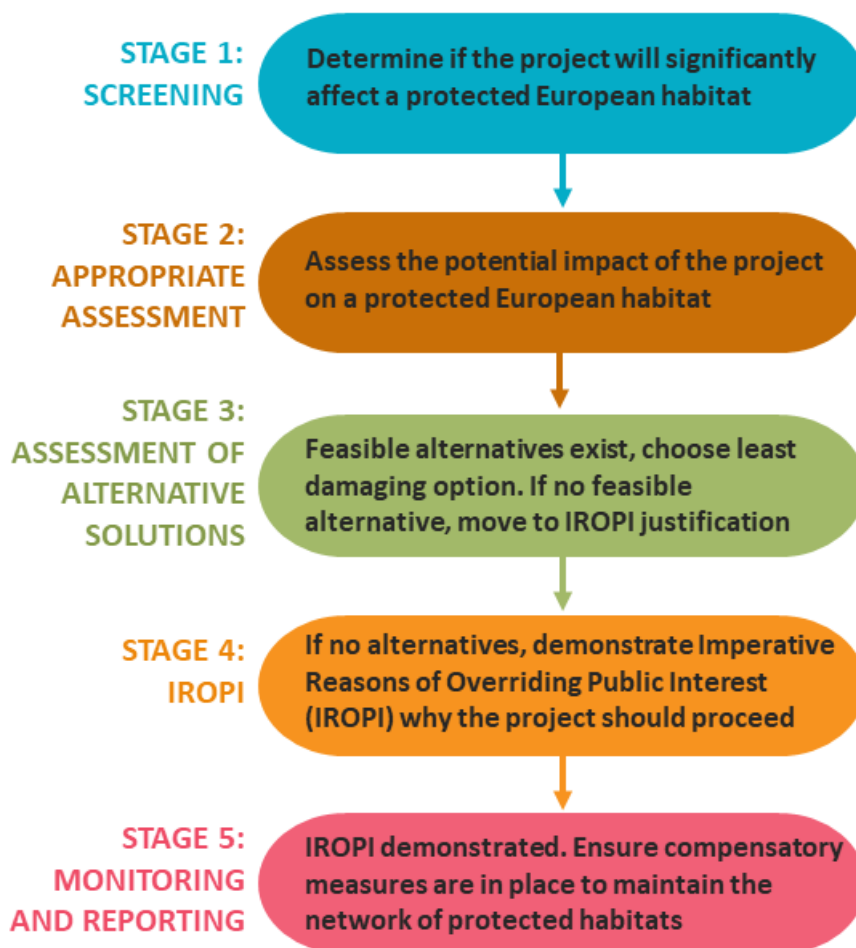 STAGE 1:
SCREENING
Determine if the project will significantly
affect a protected European habitat
STAGE 2:
APPROPRIATE
ASSESSMENT
Assess the potential impact of the project
on a protected European habitat
STAGE 3:
ASSESSMENT OF
ALTERNATIVE
SOLUTIONS
Feasible alternatives exist, choose least
damaging option. If no feasible
alternative, move to IROPI justification
STAGE 4:
IROPI
If no alternatives, demonstrate Imperative
Reasons of Overriding Public Interest
(IROPI) why the project should proceed
STAGE 5:
MONITORING
AND REPORTING
IROPI demonstrated. Ensure compensatory
measures are in place to maintain the
network of protected habitats